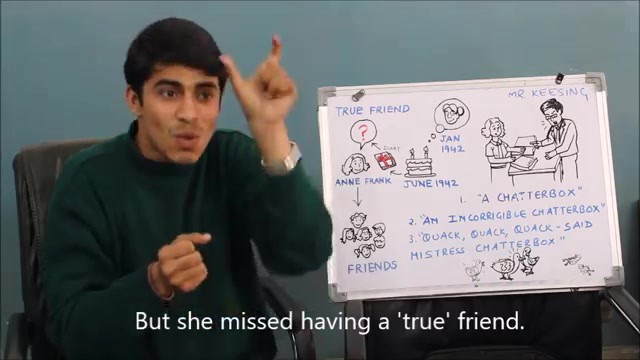 TRUE FRIEND
MR KEESING
?
DIARY
JAN
1942
ANNE FRANK
JUNE 1942
1. "A CHATTERBOX"
2. "AN INCORRIGIBLE CHATTERBOX"
3. "QUACK, QUACK, QUACK - SAID
MISTRESS CHATTERBOX"
FRIENDS
But she missed having a 'true' friend.